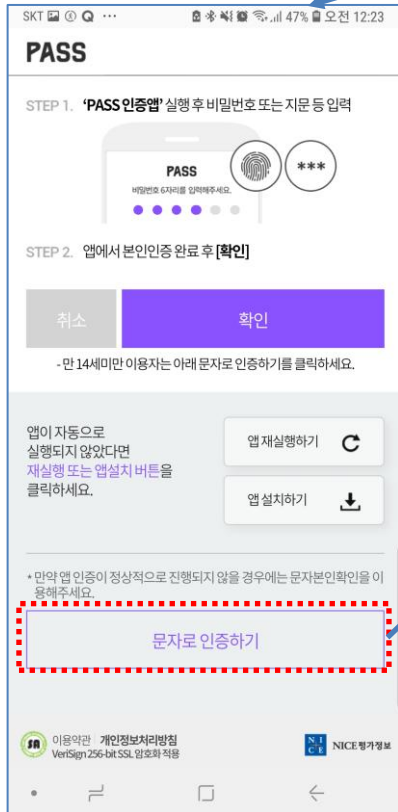 SKT Q ··· 47% 오전 12:23
PASS
STEP 1. ‘PASS 인증앱’ 실행 후 비밀번호 또는 지문 등 입력
PASS
비밀번호 6자리를 입력해주세요.
***
STEP 2. 앱에서 본인인증 완료 후 [확인]
취소
확인
- 만 14세미만 이용자는 아래 문자로 인증하기를 클릭하세요.
앱이 자동으로
실행되지 않았다면
재실행 또는 앱설치 버튼을
클릭하세요.
앱 재실행하기
앱 설치하기
* 만약 앱 인증이 정상적으로 진행되지 않을 경우에는 문자본인확인을 이
용해주세요.
문자로 인증하기
SA
이용약관 개인정보처리방침
VeriSign 256-bit SSL 암호화 적용
NICE NICE평가정보